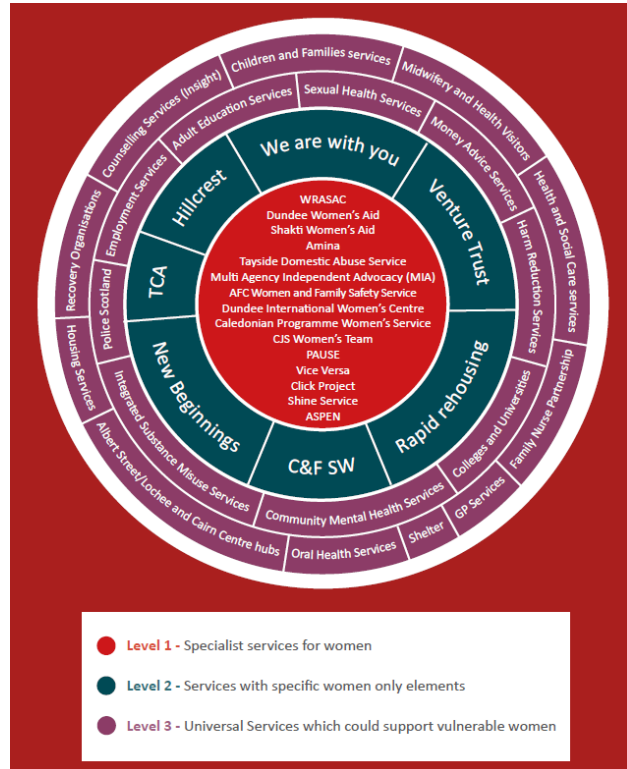 Children and Families services
Midwifery and Health Visitors
Health and Social Care services
Family Nurse Partnership
GP Services
Shelter
Oral Health Services
Albert Street/Lochee and Cairn Centre hubs
Housing Services
Recovery Organisations
Counselling Services (Insight)
Sexual Health Services
Money Advice Services
Harm Reduction Services
Colleges and Universities
Community Mental Health Services
Integrated Substance Misuse Services
Police Scotland
Employment Services
Adult Education Services
We are with you
Venture Trust
Rapid rehousing
C&F SW
New Beginnings
TCA
Hillcrest
WRASAC
Dundee Women's Aid
Shakti Women's Aid
Amina
Tayside Domestic Abuse Service
Multi Agency Independent Advocacy (MIA)
AFC Women and Family Safety Service
Dundee International Women's Centre
Caledonian Programme Women's Service
CJS Women's Team
PAUSE
Vice Versa
Click Project
Shine Service
ASPEN
Level 1 - Specialist services for women
Level 2 - Services with specific women only elements
Level 3 - Universal Services which could support vulnerable women